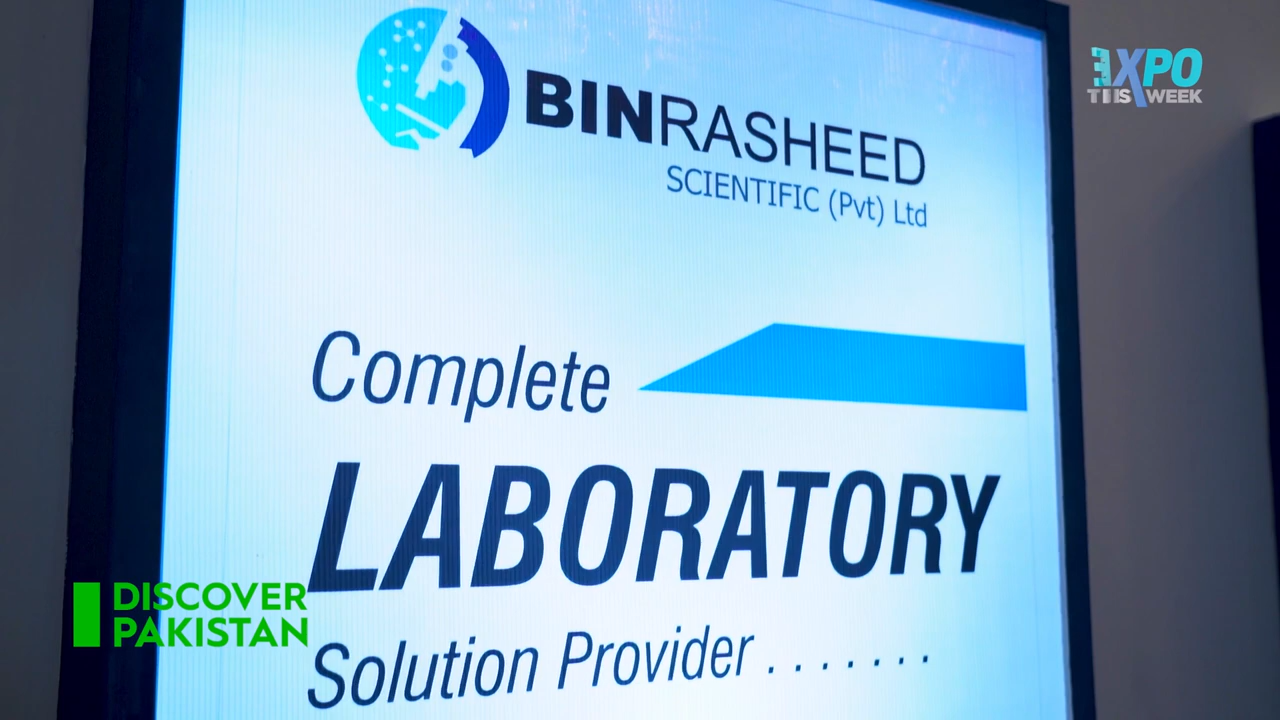 BINRASHEED
SCIENTIFIC (Pvt) Ltd
EXPO
THIS WEEK
Complete
LABORATORY
Solution Provider .......
DISCOVER
PAKISTAN